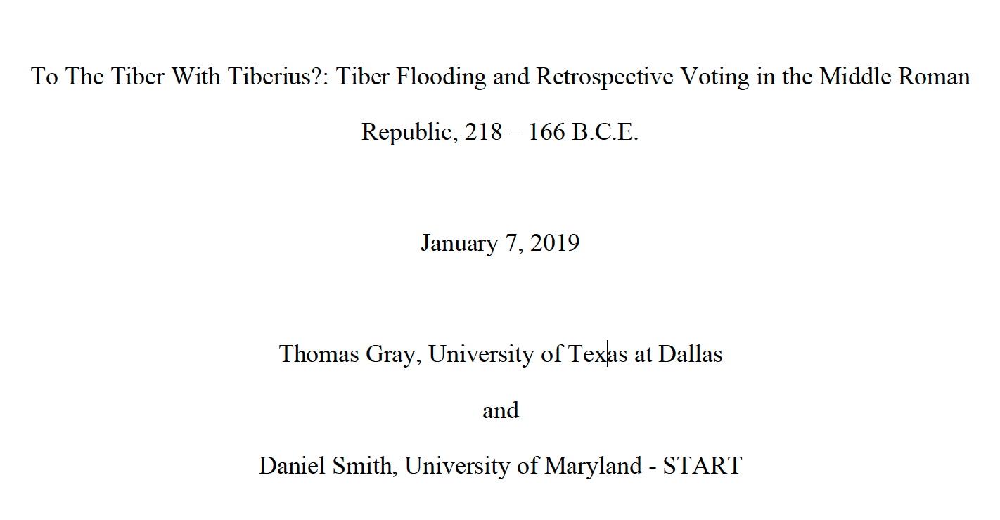 To The Tiber With Tiberius?: Tiber Flooding and Retrospective Voting in the Middle Roman
Republic, 218 – 166 B.C.E.
January 7, 2019
Thomas Gray, University of Texas at Dallas
and
Daniel Smith, University of Maryland - START